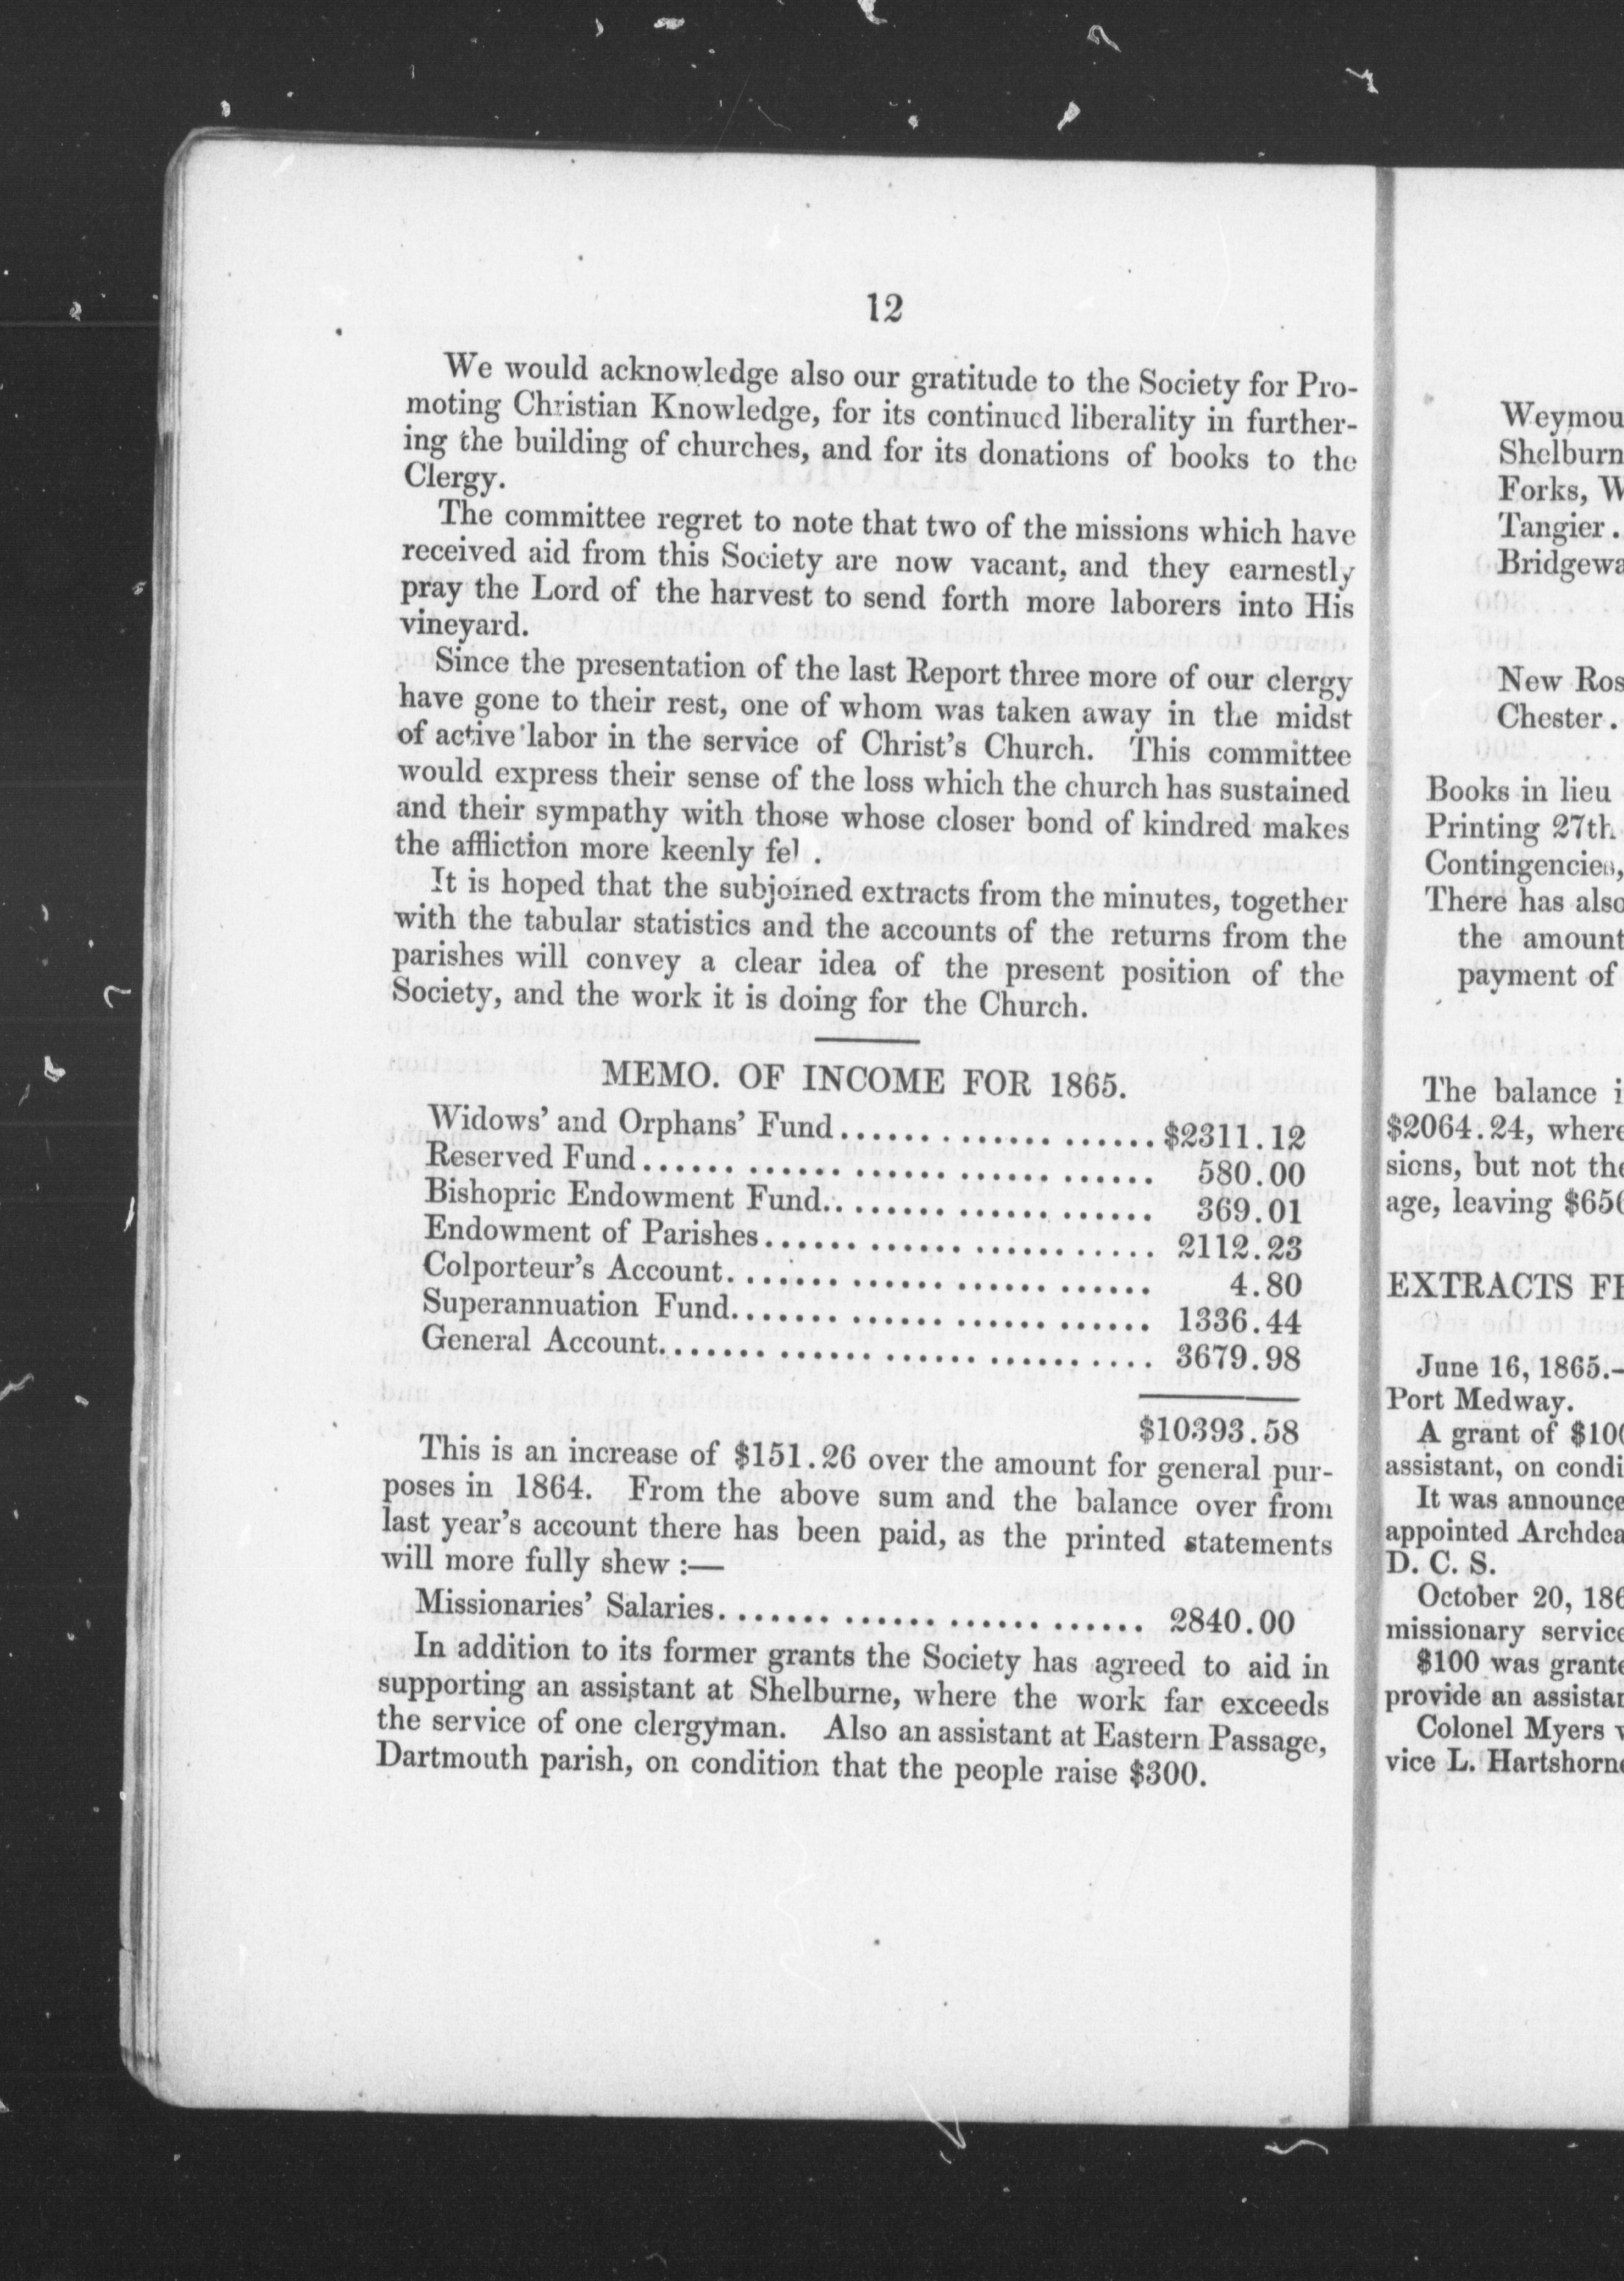 12
We would acknowledge also our gratitude to the Society for Pro-
moting Christian Knowledge, for its continued liberality in further-
ing the building of churches, and for its donations of books to the
Clergy.
The committee regret to note that two of the missions which have
received aid from this Society are now vacant, and they earnestly
pray the Lord of the harvest to send forth more laborers into His
vineyard.
Since the presentation of the last Report three more of our clergy
have gone to their rest, one of whom was taken away in the midst
of active labor in the service of Christ's Church. This committee
would express their sense of the loss which the church has sustained
and their sympathy with those whose closer bond of kindred makes
the affliction more keenly fel .
It is hoped that the subjoined extracts from the minutes, together
with the tabular statistics and the accounts of the returns from the
parishes will convey a clear idea of the present position of the
Society, and the work it is doing for the Church.
MEMO. OF INCOME FOR 1865.
Widows' and Orphans' Fund........................$2311.12
Reserved Fund........................ 580.00
Bishopric Endowment Fund........................ 369.01
Endowment of Parishes........................ 2112.23
Colporteur's Account........................ 4.80
Superannuation Fund........................ 1336.44
General Account........................ 3679.98
$10393.58
This is an increase of $151.26 over the amount for general pur-
poses in 1864. From the above sum and the balance over from
last year's account there has been paid, as the printed statements
will more fully shew :—
Missionaries' Salaries........................ 2840.00
In addition to its former grants the Society has agreed to aid in
supporting an assistant at Shelburne, where the work far exceeds
the service of one clergyman. Also an assistant at Eastern Passage,
Dartmouth parish, on condition that the people raise $300.
Weymou
Shelburn
Forks, W
Tangier.
Bridgewa
New Ros
Chester.
Books in lieu
Printing 27th
Contingencies,
There has also
the amount
payment of
The balance i
$2064.24, where
sions, but not the
age, leaving $656
EXTRACTS FR
June 16, 1865.—
Port Medway.
A grant of $100
assistant, on condi
It was announce
appointed Archdea
D. C. S.
October 20, 186
missionary service
$100 was grante
provide an assistan
Colonel Myers v
vice L. Hartshorne